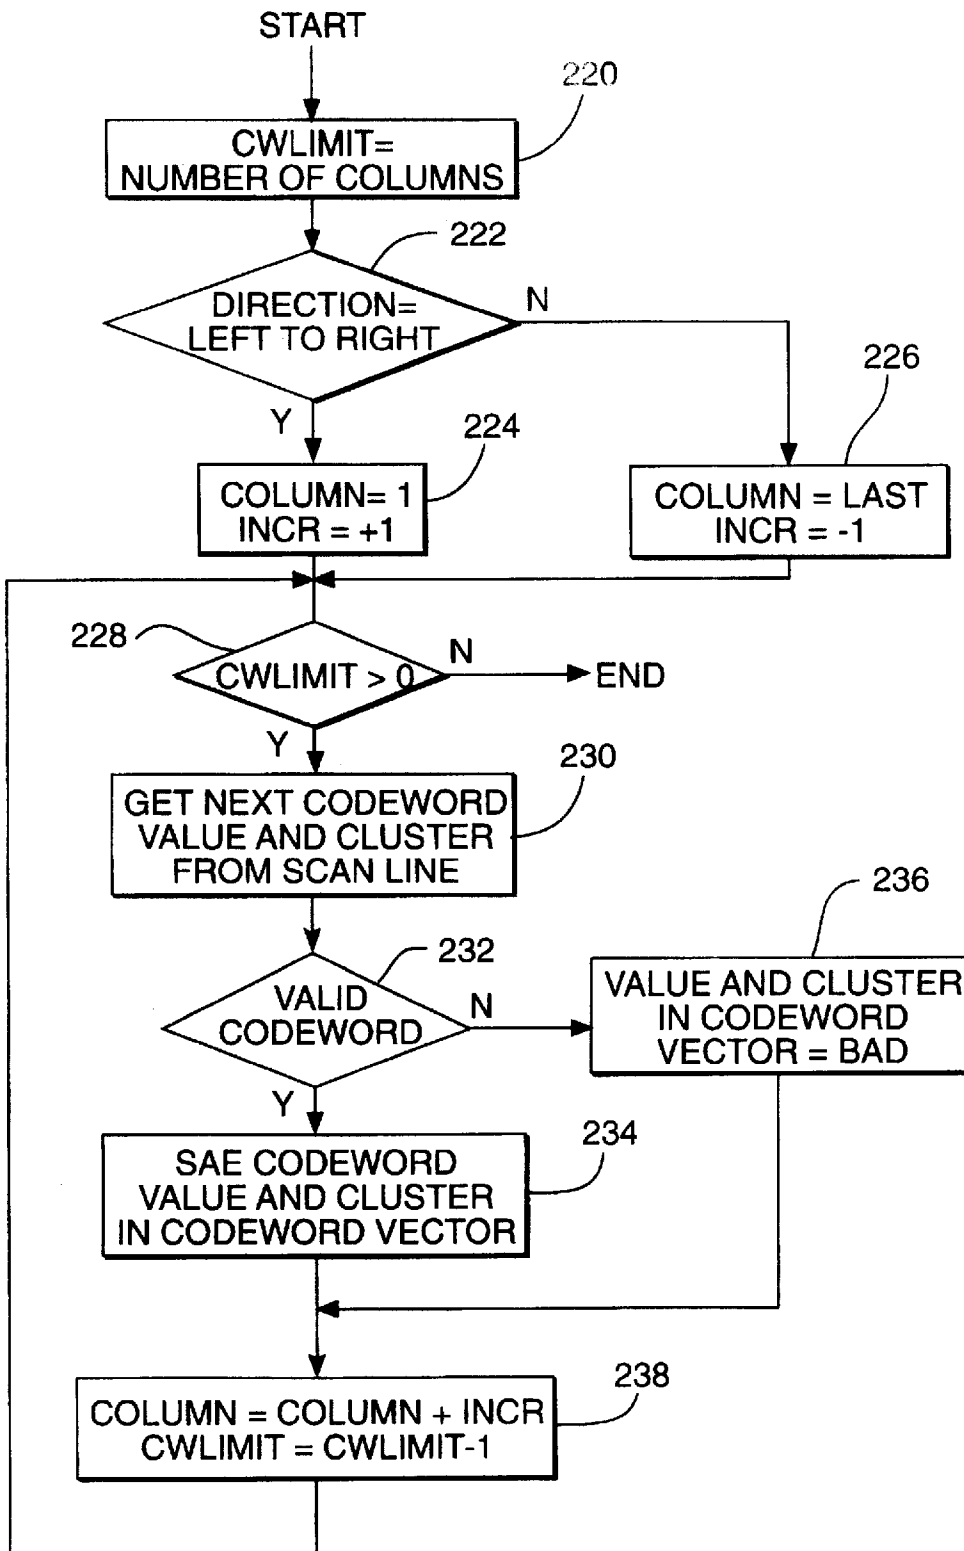 START
220
CWLIMIT=
NUMBER OF COLUMNS
222
DIRECTION=
LEFT TO RIGHT
N
Y
224
226
COLUMN= 1
INCR = +1
COLUMN = LAST
INCR = -1
228
CWLIMIT > 0
N
END
Y
230
GET NEXT CODEWORD
VALUE AND CLUSTER
FROM SCAN LINE
232
236
VALID
CODEWORD
N
VALUE AND CLUSTER
IN CODEWORD
VECTOR = BAD
Y
234
SAE CODEWORD
VALUE AND CLUSTER
IN CODEWORD VECTOR
238
COLUMN = COLUMN + INCR
CWLIMIT = CWLIMIT-1